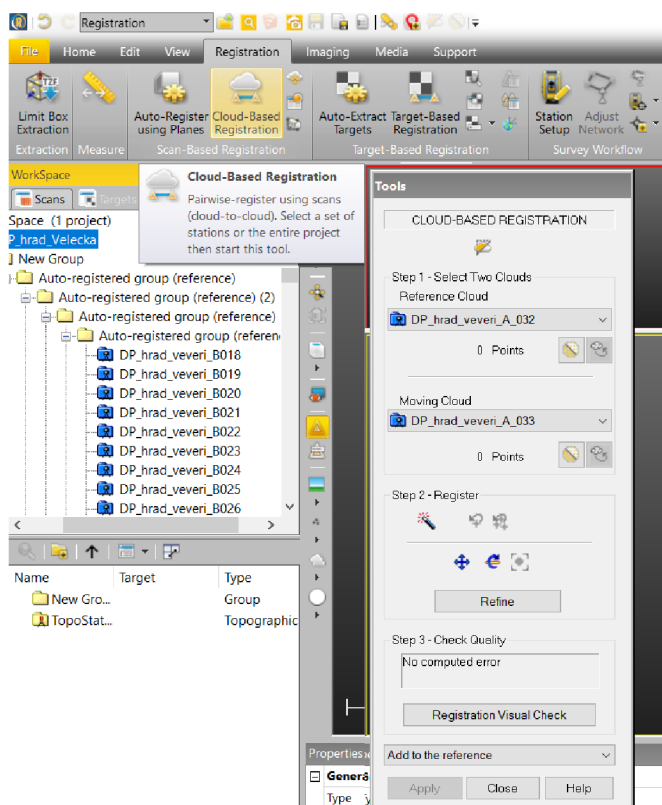 Registration
File Home Edit View Registration Imaging Media Support
Limit Box Extraction
Auto-Register using Planes
Cloud-Based Registration
Auto-Extract Targets
Target-Based Registration
Station Setup
Adjust Network
Extraction Measure Scan-Based Registration Target-Based Registration Survey Workflow
WorkSpace
Scans Targets
Space (1 project)
P_hrad_Velecka
New Group
Auto-registered group (reference)
Auto-registered group (reference) (2)
Auto-registered group (reference)
Auto-registered group (referen
DP_hrad_veveri_B018
DP_hrad_veveri_B019
DP_hrad_veveri_B020
DP_hrad_veveri_B021
DP_hrad_veveri_B022
DP_hrad_veveri_B023
DP_hrad_veveri_B024
DP_hrad_veveri_B025
DP_hrad_veveri_B026
Cloud-Based Registration
Pairwise-register using scans
(cloud-to-cloud). Select a set of
stations or the entire project
then start this tool.
Name Target Type
New Gro... Group
TopoStat... Topographic
Tools
CLOUD-BASED REGISTRATION
Step 1 - Select Two Clouds
Reference Cloud
DP_hrad_veveri_A_032
0 Points
Moving Cloud
DP_hrad_veveri_A_033
0 Points
Step 2 - Register
Refine
Step 3 - Check Quality
No computed error
Registration Visual Check
Add to the reference
Apply Close Help
Properties
Genera
Type